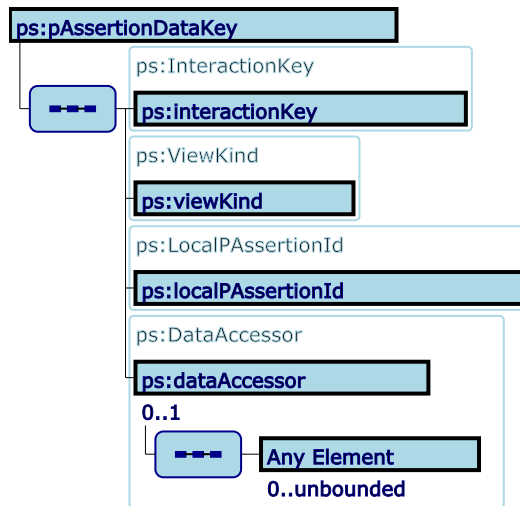 ps:pAssertionDataKey
ps:InteractionKey
ps:interactionKey
ps:ViewKind
ps:viewKind
ps:LocalPAssertionId
ps:localPAssertionId
ps:DataAccessor
ps:dataAccessor
0..1
Any Element
0..unbounded